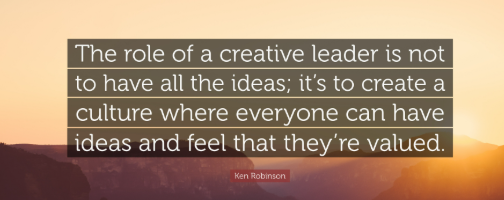 The role of a creative leader is not
to have all the ideas; it's to create a
culture where everyone can have
ideas and feel that they're valued.
Ken Robinson